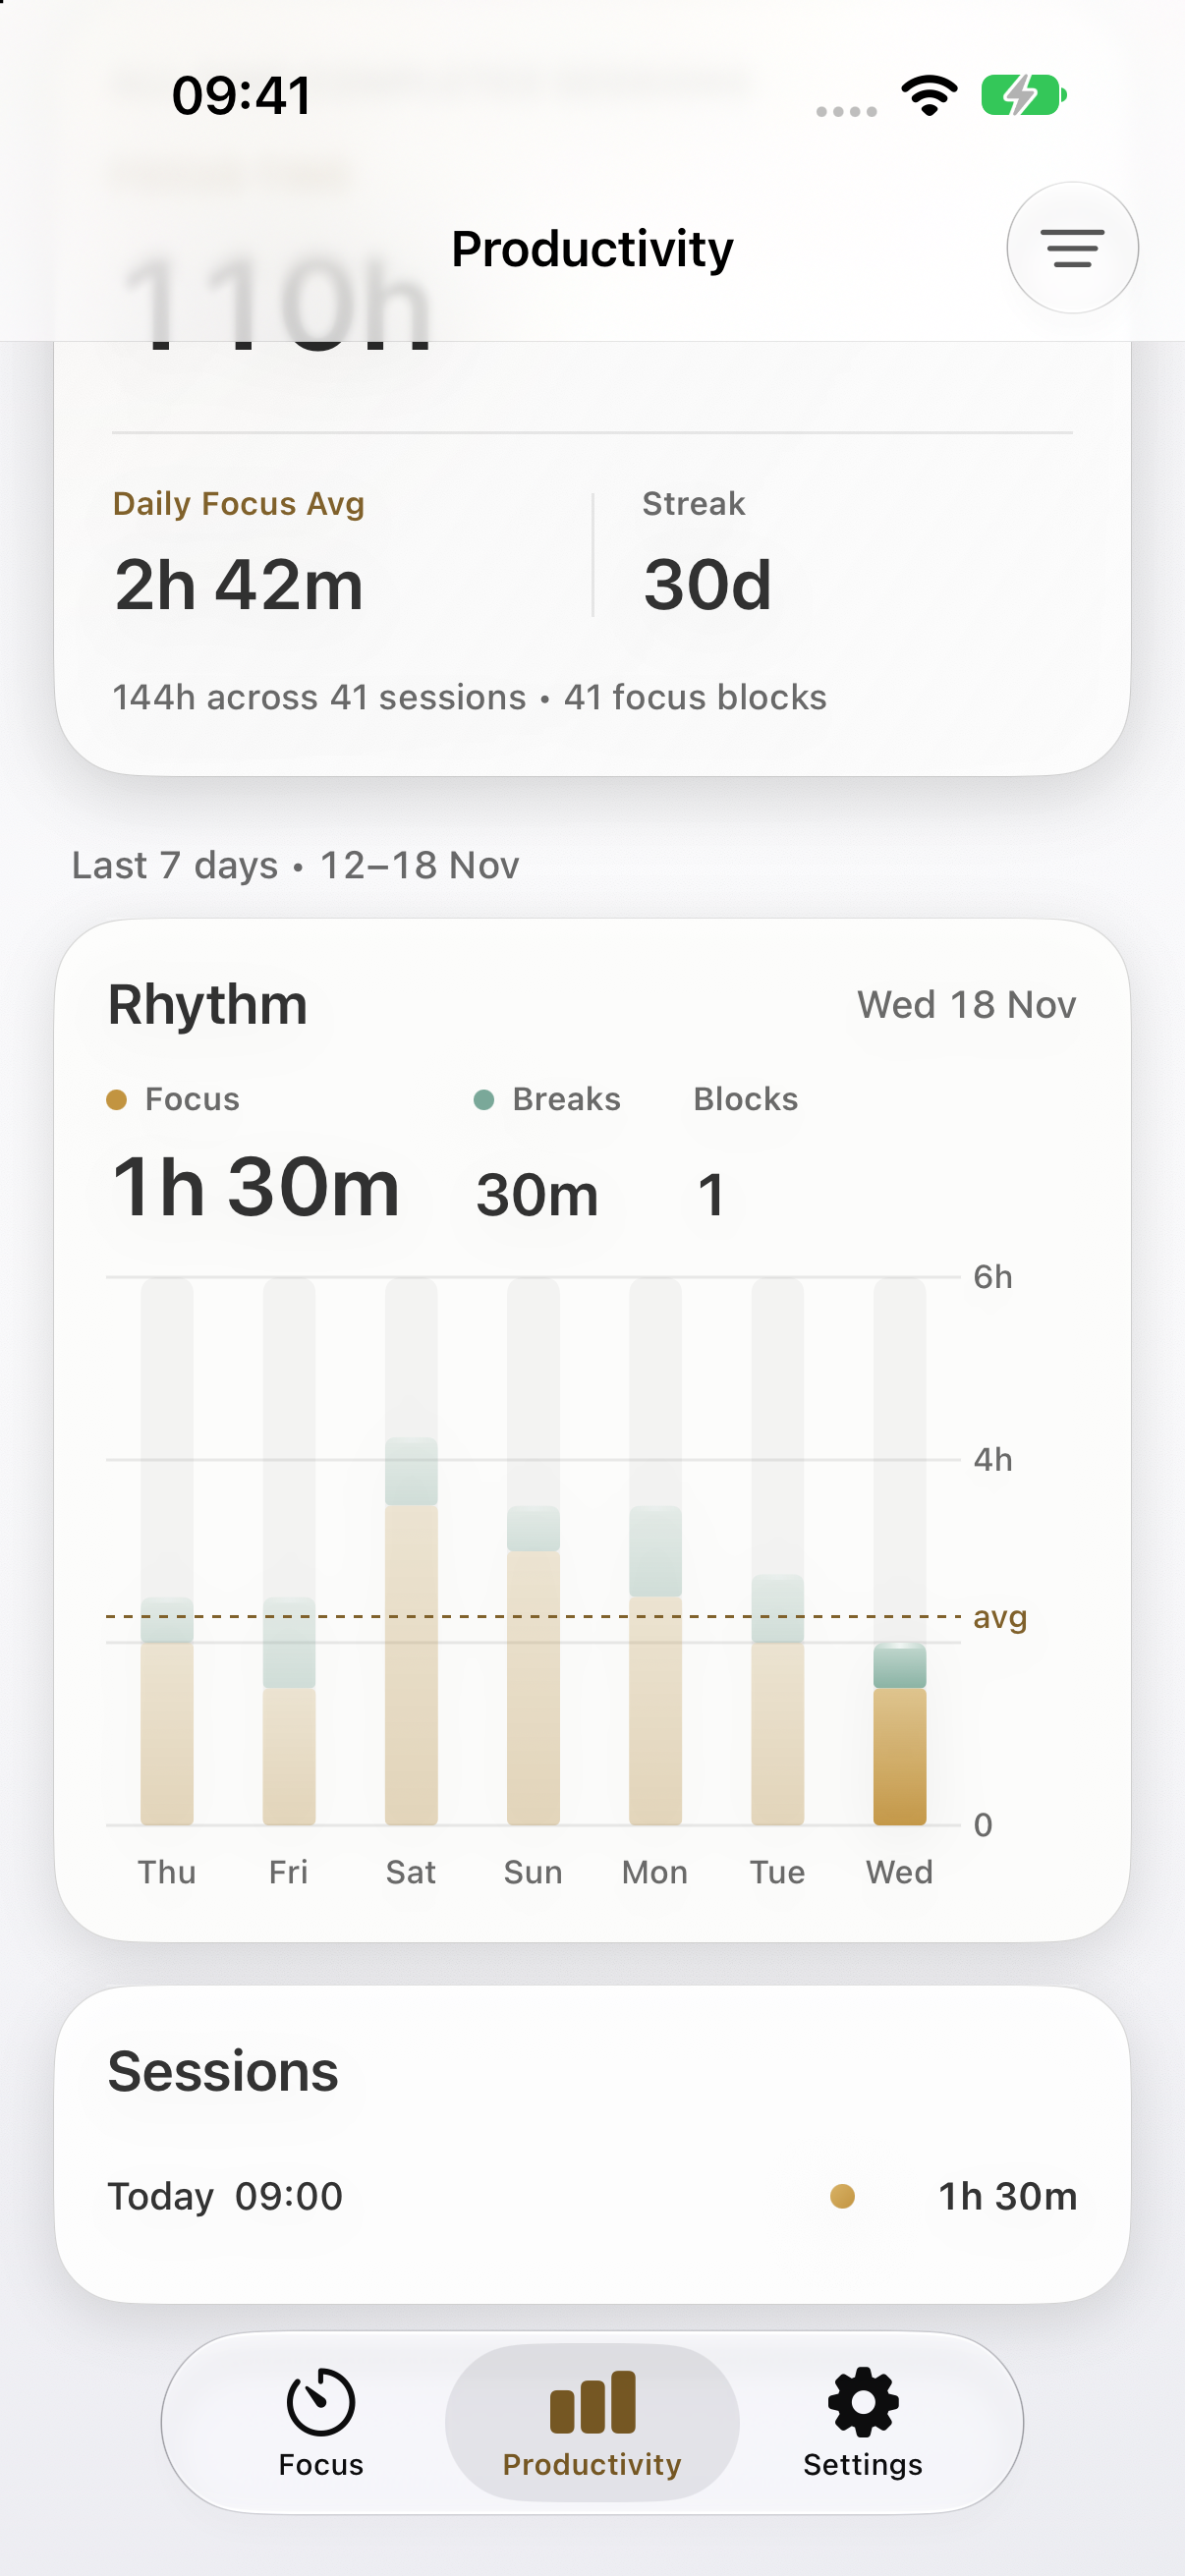 09:41
Productivity
110h
Daily Focus Avg
Streak
2h 42m
30d
144h across 41 sessions • 41 focus blocks
Last 7 days • 12–18 Nov
Rhythm
Wed 18 Nov
Focus
Breaks
Blocks
1h 30m
30m
1
6h
4h
avg
0
Thu Fri Sat Sun Mon Tue Wed
Sessions
Today 09:00
1h 30m
Focus
Productivity
Settings